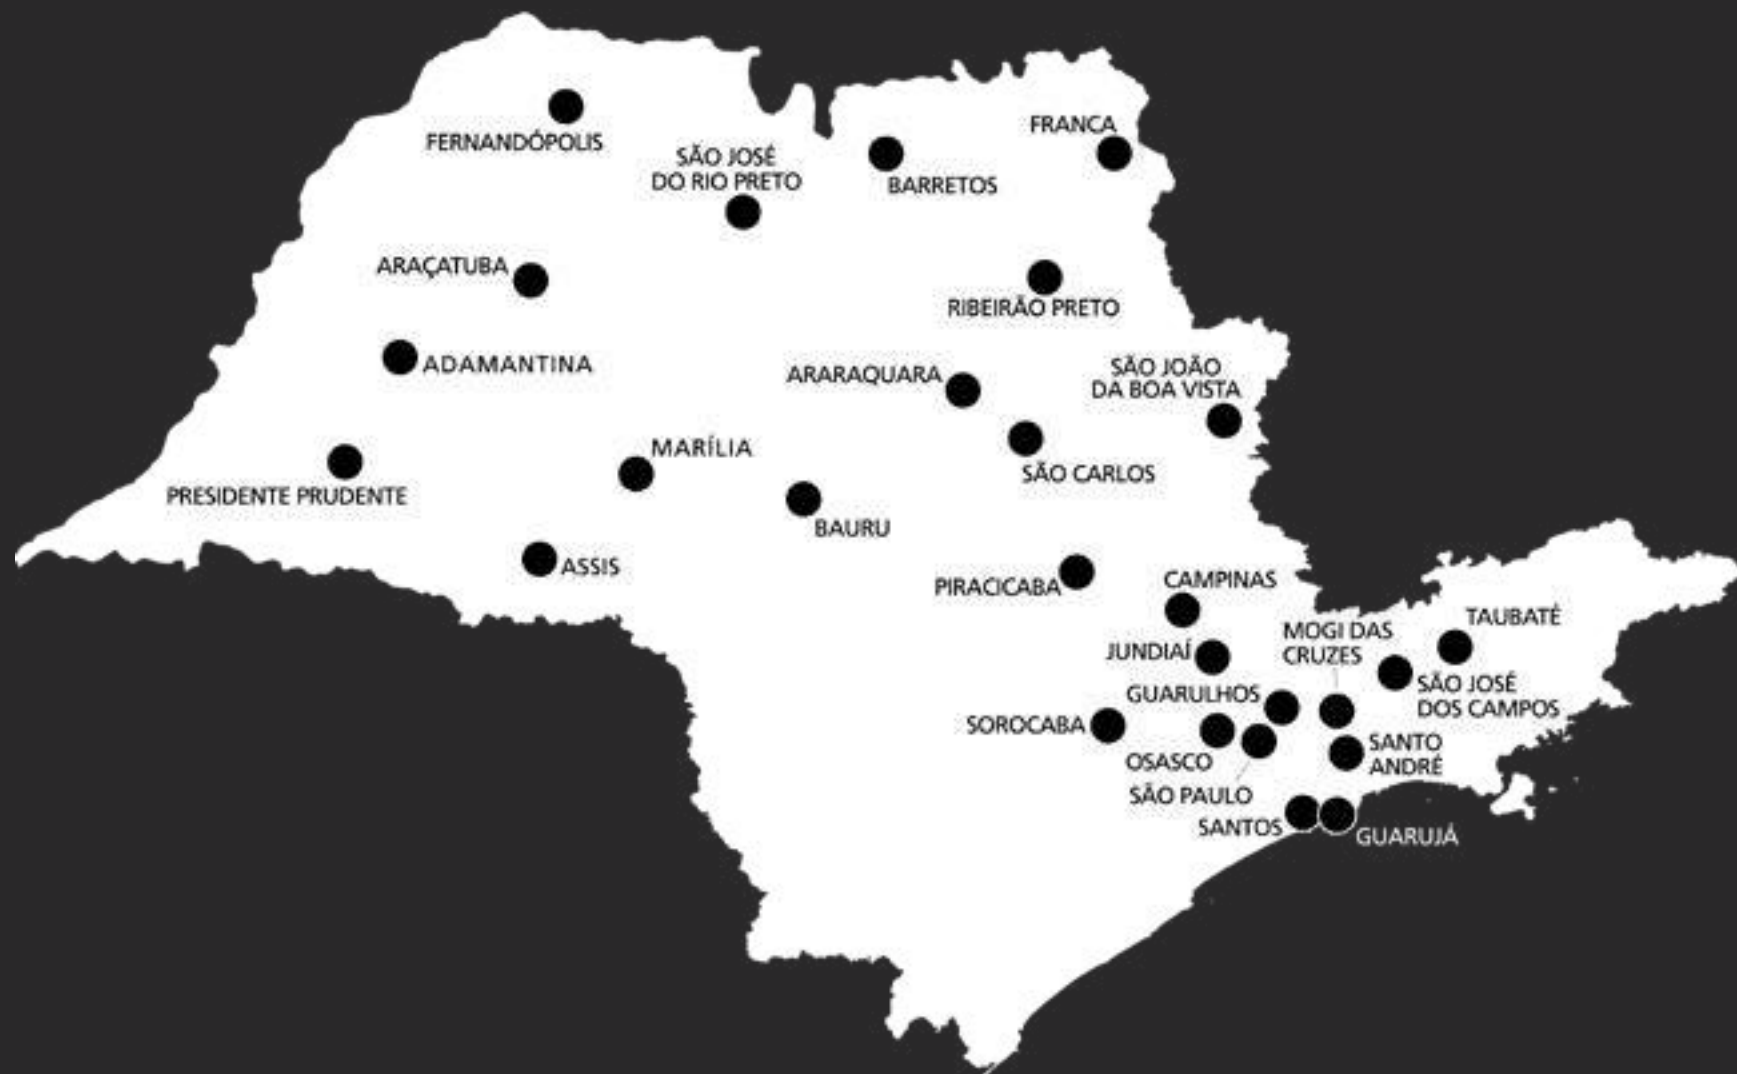 FRANCA
FERNANDÓPOLIS
SÃO JOSÉ
DO RIO PRETO
BARRETOS
ARAÇATUBA
RIBEIRÃO PRETO
ADAMANTINA
ARARAQUARA
SÃO JOÃO
DA BOA VISTA
MARÍLIA
SÃO CARLOS
PRESIDENTE PRUDENTE
BAURU
ASSIS
PIRACICABA
CAMPINAS
TAUBATÉ
MOGI DAS
CRUZES
JUNDIAÍ
SÃO JOSÉ
DOS CAMPOS
GUARULHOS
SOROCABA
SANTO
ANDRÉ
OSASCO
SÃO PAULO
SANTOS
GUARUJÁ